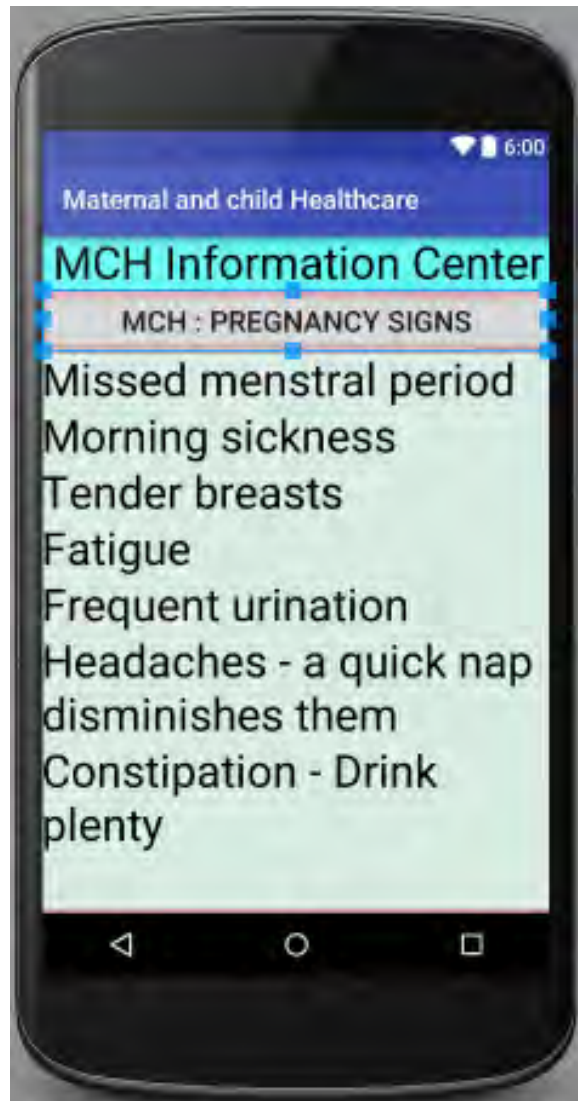 6:00
Maternal and child Healthcare
MCH Information Center
MCH : PREGNANCY SIGNS
Missed menstral period
Morning sickness
Tender breasts
Fatigue
Frequent urination
Headaches - a quick nap
disminishes them
Constipation - Drink
plenty